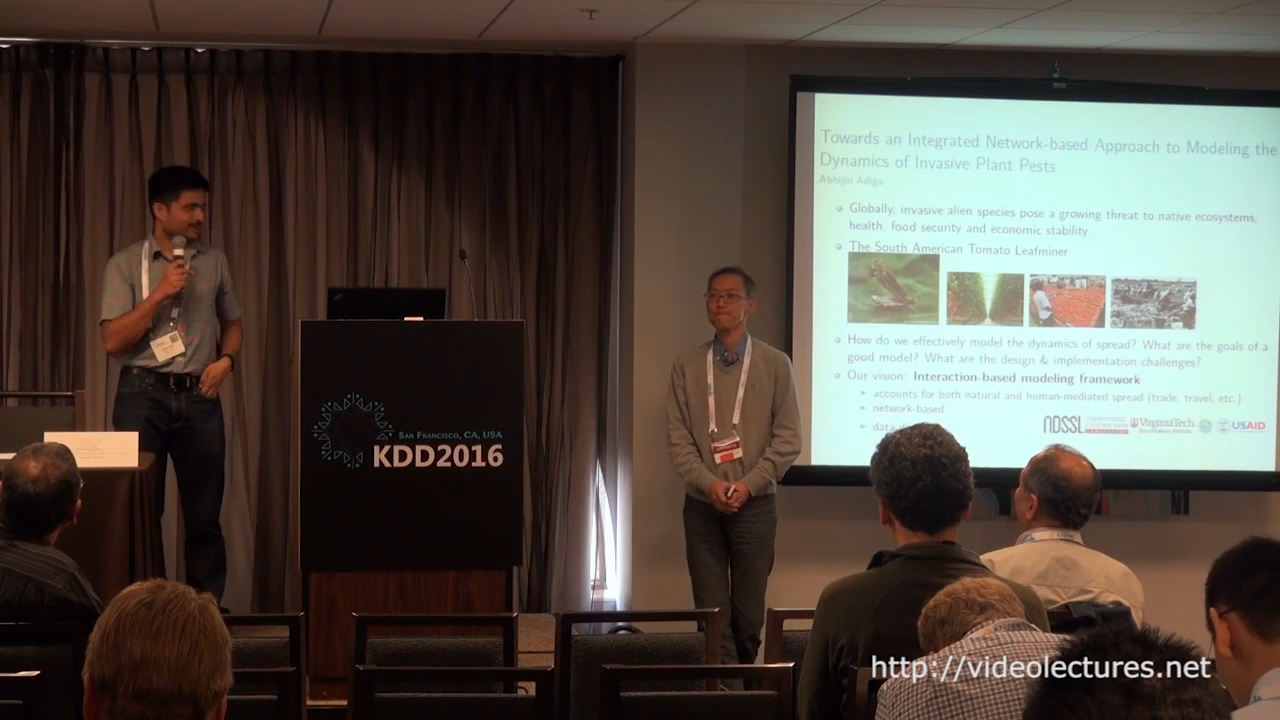 Towards an Integrated Network-based Approach to Modeling the
Dynamics of Invasive Plant Pests
Abhijin Adiga
Globally, invasive alien species pose a growing threat to native ecosystems,
health, food security and economic stability.
The South American Tomato Leafminer
How do we effectively model the dynamics of spread? What are the goals of a
good model? What are the design & implementation challenges?
Our vision: Interaction-based modeling framework
accounts for both natural and human-mediated spread (trade, travel, etc.)
network-based
NDSSL
VirginiaTech
USAID
SAN FRANCISCO, CA, USA
KDD2016
http://videolectures.net